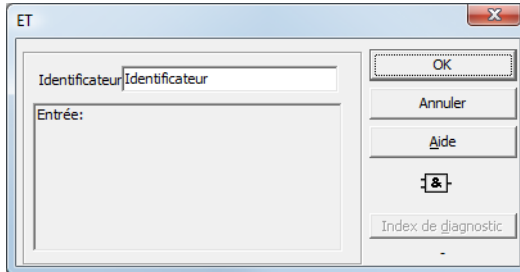 ET
Identificateur Identificateur
Entrée:
OK
Annuler
Aide
&
Index de diagnostic
-